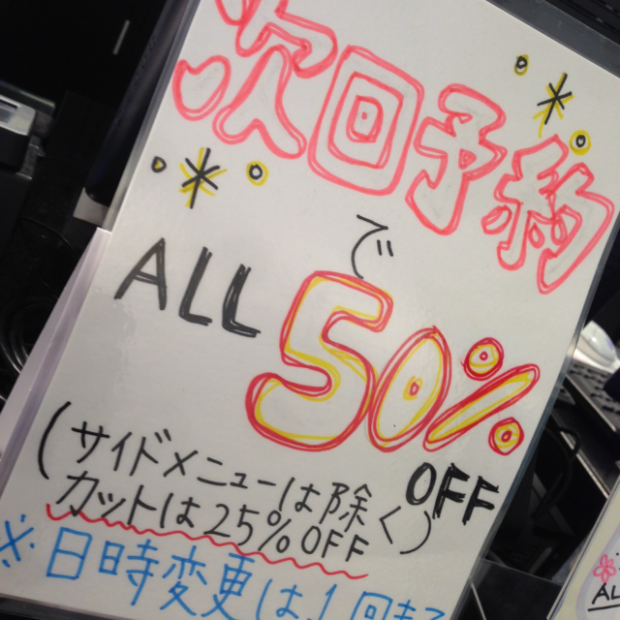 次回予約
で
ALL 50%
OFF
(サイドメニューは除く)
カットは25%OFF
※日時変更は1回まで
AL